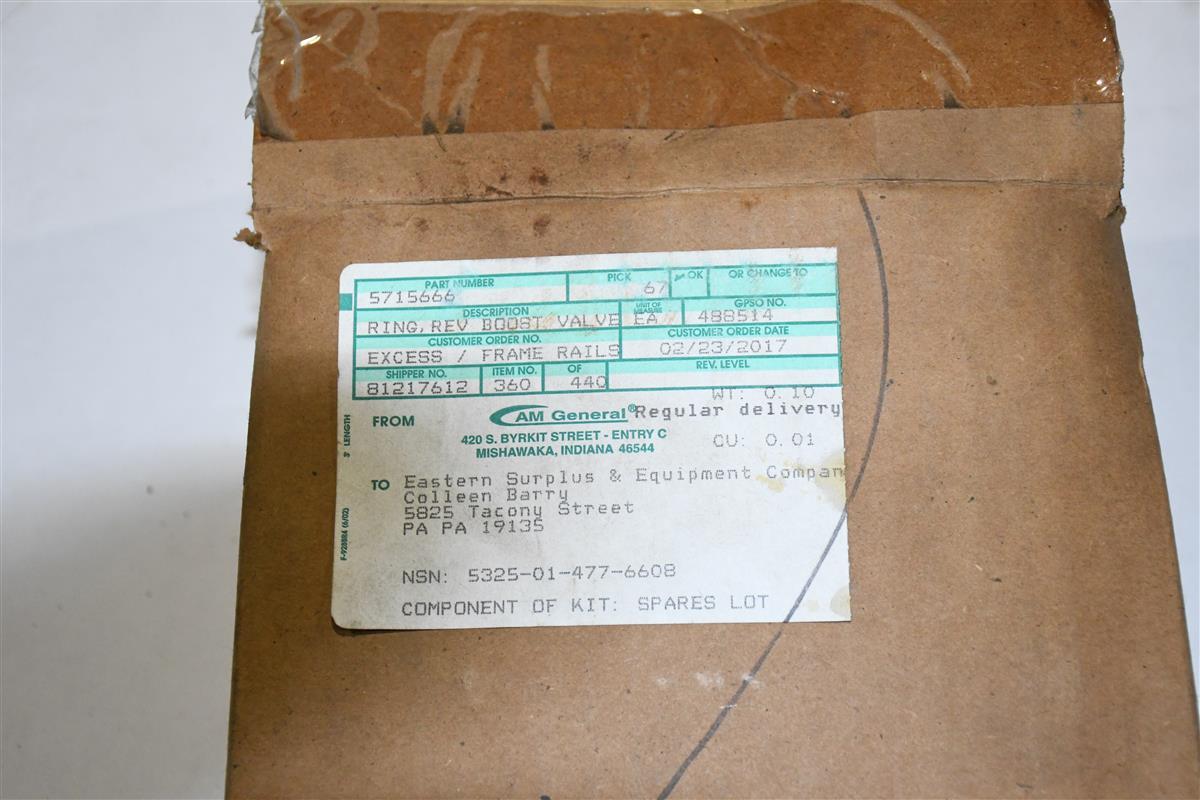 PART NUMBER PICK OK OR CHANGE TO
5715666 67
DESCRIPTION UNIT OF MEASURE GPSO NO.
RING,REV BOOST VALVE EA 488514
CUSTOMER ORDER NO. CUSTOMER ORDER DATE
EXCESS / FRAME RAILS 02/23/2017
SHIPPER NO. ITEM NO. OF REV. LEVEL
81217612 360 440
WT: 0.10
FROM AM General® Regular delivery
420 S. BYRKIT STREET - ENTRY C CU: 0.01
MISHAWAKA, INDIANA 46544
TO Eastern Surplus & Equipment Compan
Colleen Barry
5825 Tacony Street
PA PA 19135
NSN: 5325-01-477-6608
COMPONENT OF KIT: SPARES LOT
3" LENGTH